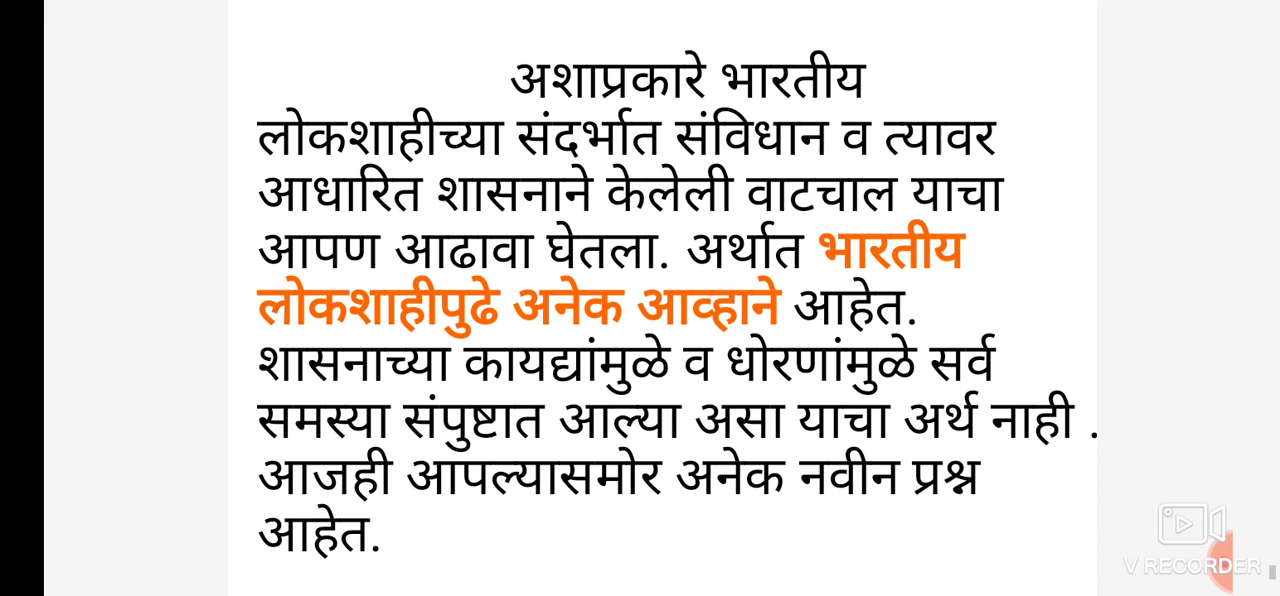 अशाप्रकारे भारतीय
लोकशाहीच्या संदर्भात संविधान व त्यावर
आधारित शासनाने केलेली वाटचाल याचा
आपण आढावा घेतला. अर्थात भारतीय
लोकशाहीपुढे अनेक आव्हाने आहेत.
शासनाच्या कायद्यांमुळे व धोरणांमुळे सर्व
समस्या संपुष्टात आल्या असा याचा अर्थ नाही .
आजही आपल्यासमोर अनेक नवीन प्रश्न
आहेत.
V RECORDER